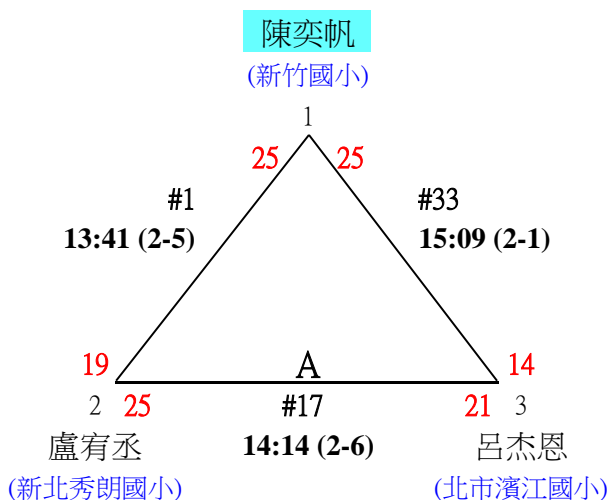 陳奕帆
(新竹國小)
1
25 25
#1 #33
13:41 (2-5) 15:09 (2-1)
19 A 14
2 25 #17 21 3
盧宥丞 14:14 (2-6) 呂杰恩
(新北秀朗國小) (北市濱江國小)